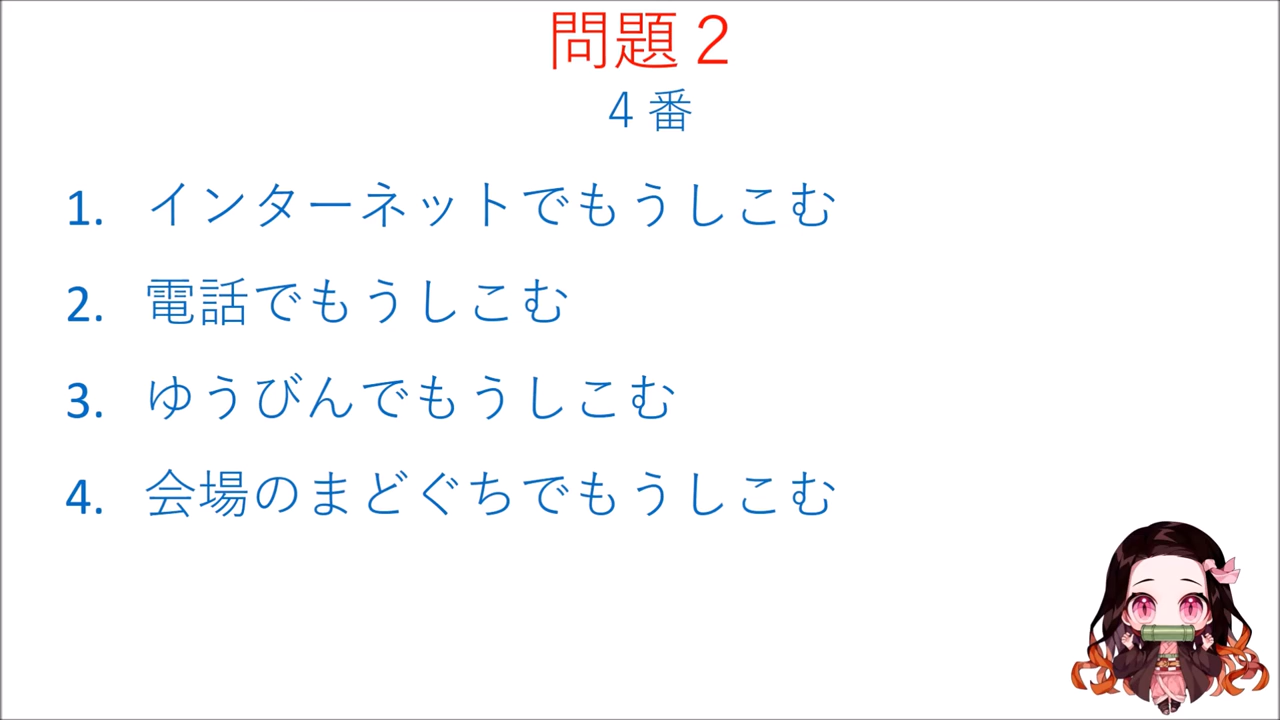 問題２
４番
1. インターネットでもうしこむ
2. 電話でもうしこむ
3. ゆうびんでもうしこむ
4. 会場のまどぐちでもうしこむ